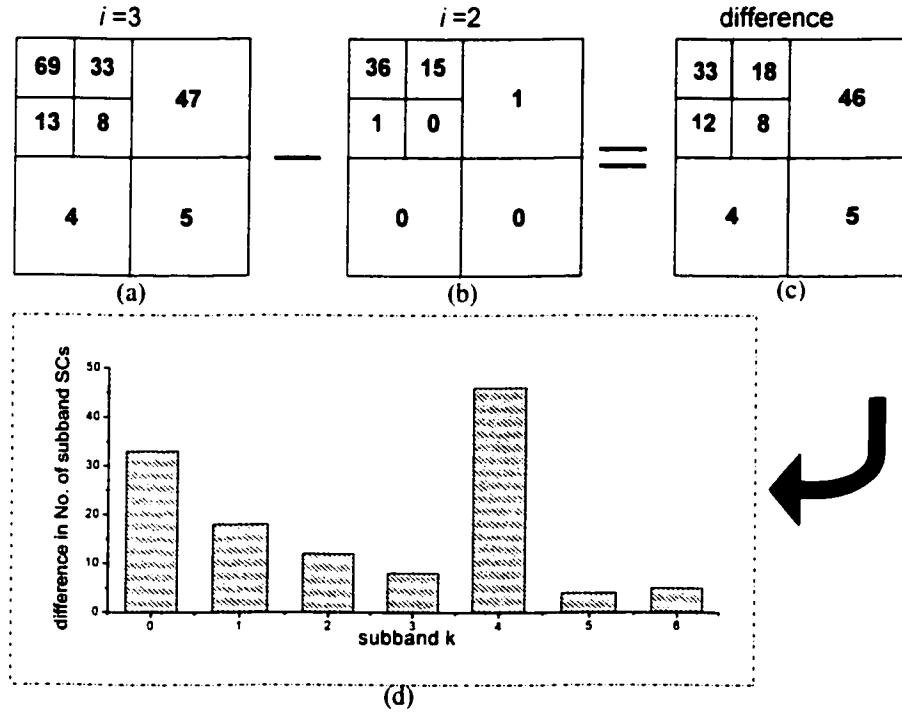 i=3 i=2 difference
69 33 47
13 8
4 5
36 15 1
1 0
0 0
33 18 46
12 8
4 5
(a) (b) (c)
difference in No. of subband SCs
50
40
30
20
10
0
0 1 2 3 4 5 6
subband k
(d)